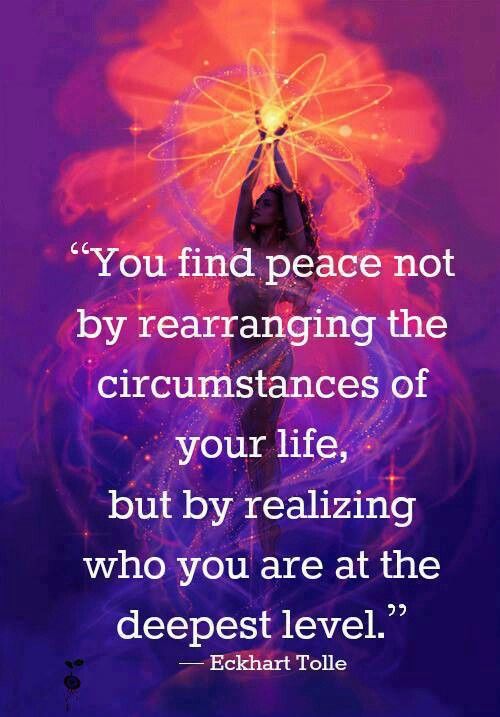 “You find peace not
by rearranging the
circumstances of
your life,
but by realizing
who you are at the
deepest level.”
— Eckhart Tolle